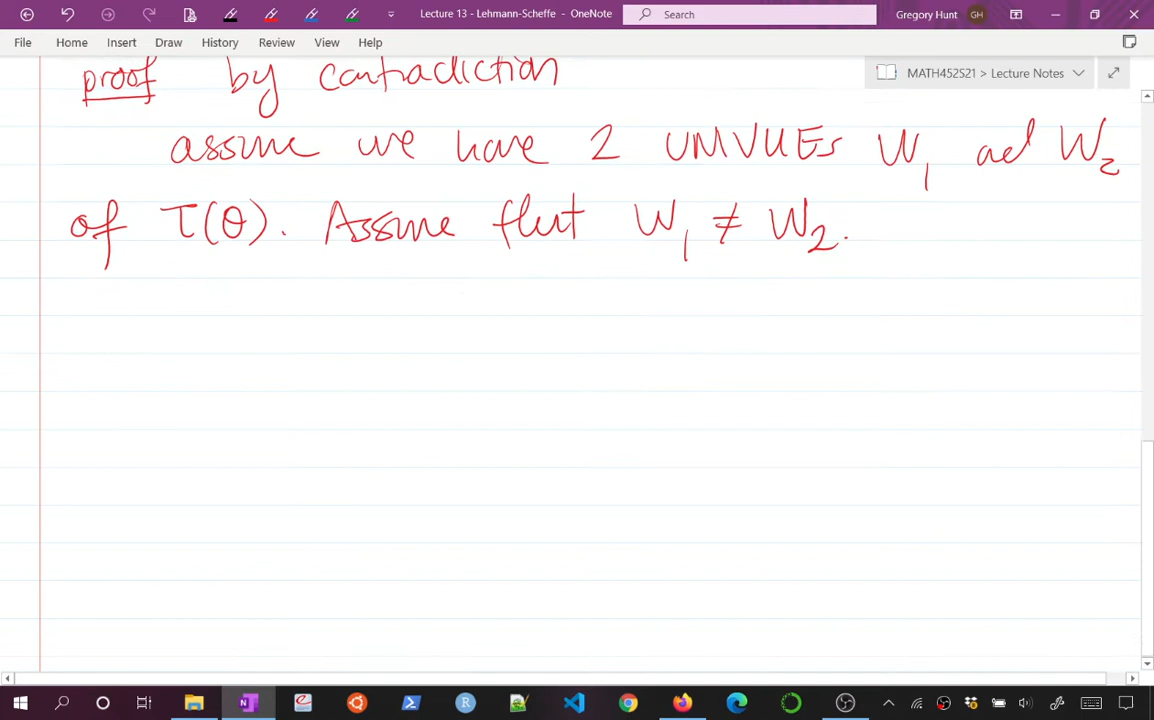 Lecture 13 - Lehmann-Scheffe - OneNote
Search
Gregory Hunt
GH
File Home Insert Draw History Review View Help
MATH452S21 > Lecture Notes
proof by contradiction
assume we have 2 UMVUEs W₁ and W₂
of τ(θ). Assume that W₁ ≠ W₂.